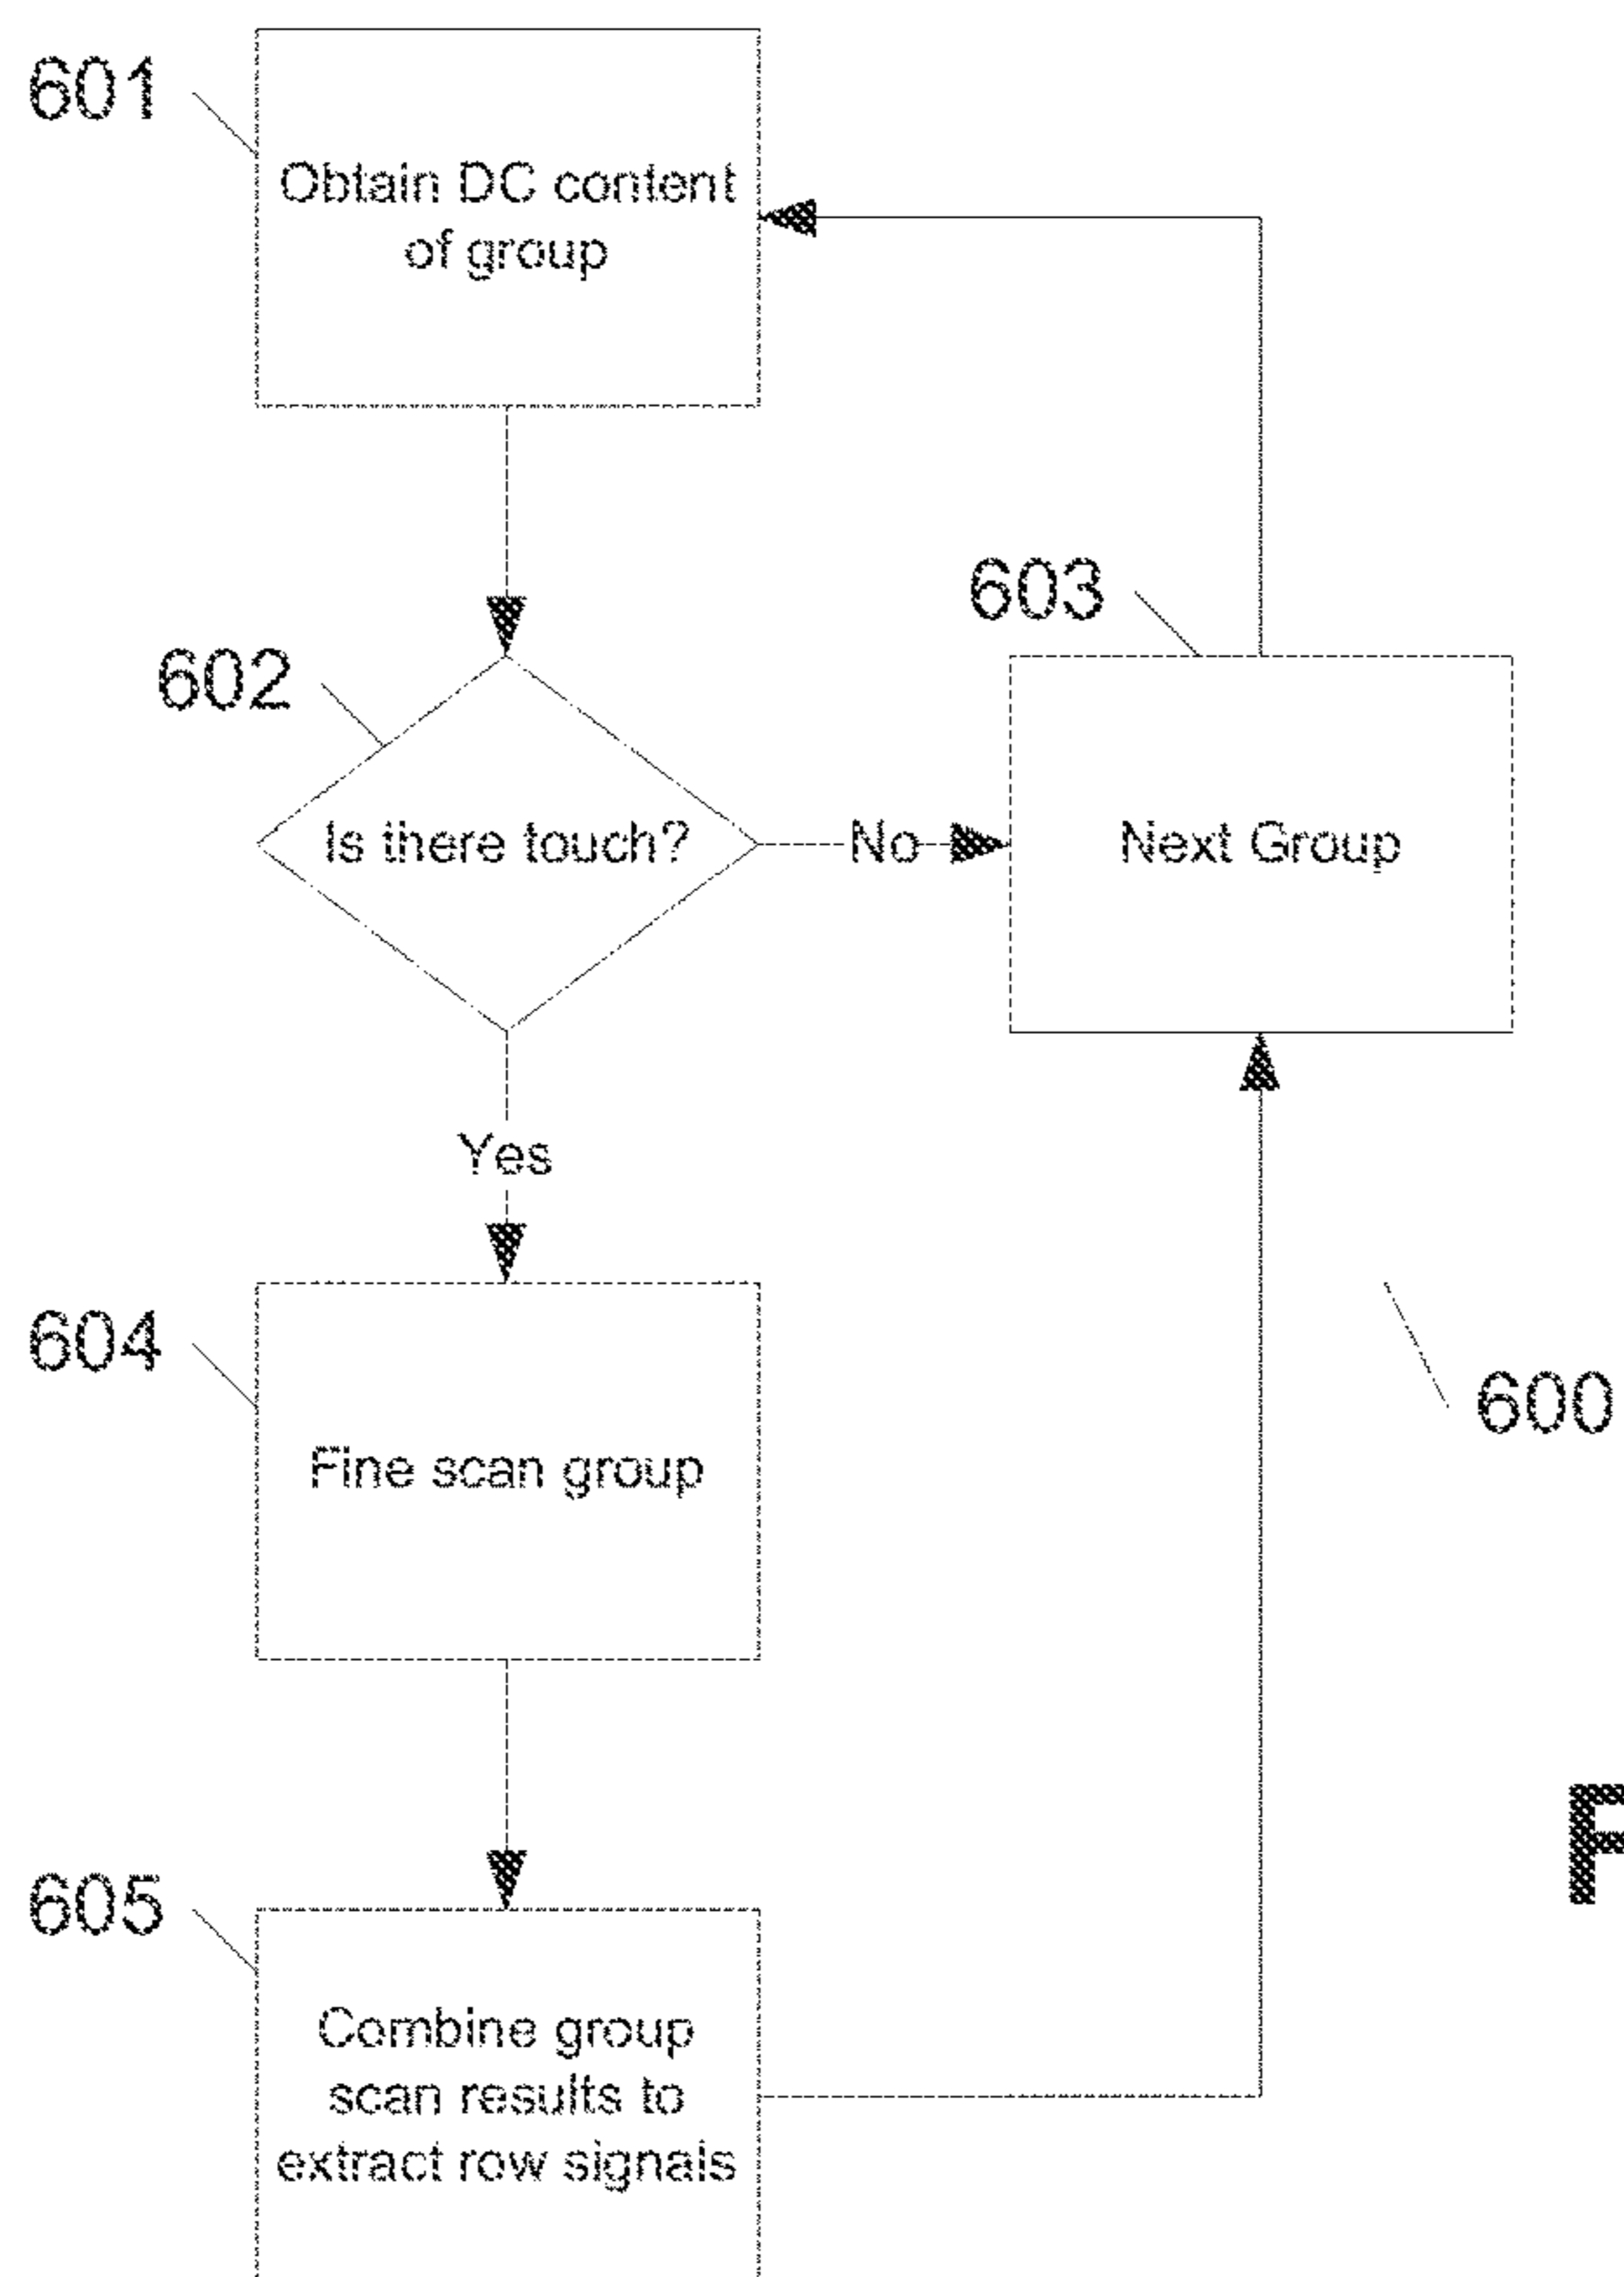 601
Obtain DC content
of group
603
602
Is there touch?
No
Next Group
Yes
604
Fine scan group
600
F
605
Combine group
scan results to
extract row signals